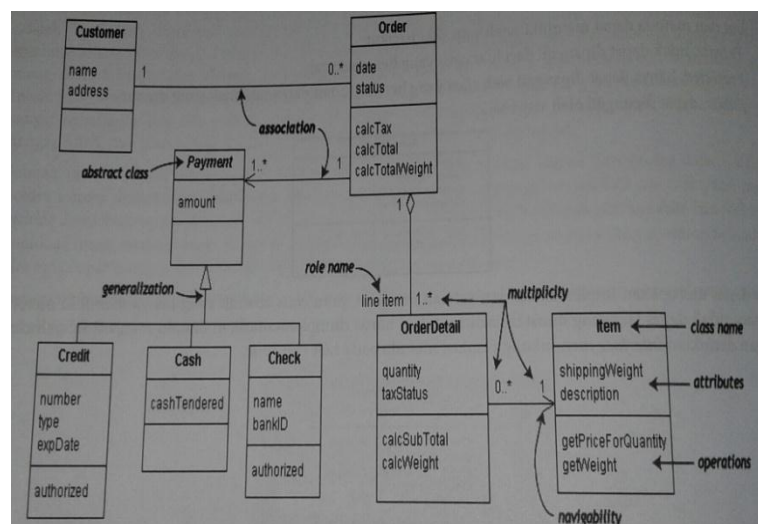 Customer
name
address
1
0..*
association
Order
date
status
calcTax
calcTotal
calcTotalWeight
abstract class
Payment
amount
1..*
1
generalization
1
role name
line item
1..*
multiplicity
Credit
number
type
expDate
authorized
Cash
cashTendered
Check
name
bankID
authorized
OrderDetail
quantity
taxStatus
calcSubTotal
calcWeight
0..*
1
Item
shippingWeight
description
getPriceForQuantity
getWeight
class name
attributes
operations
navigability